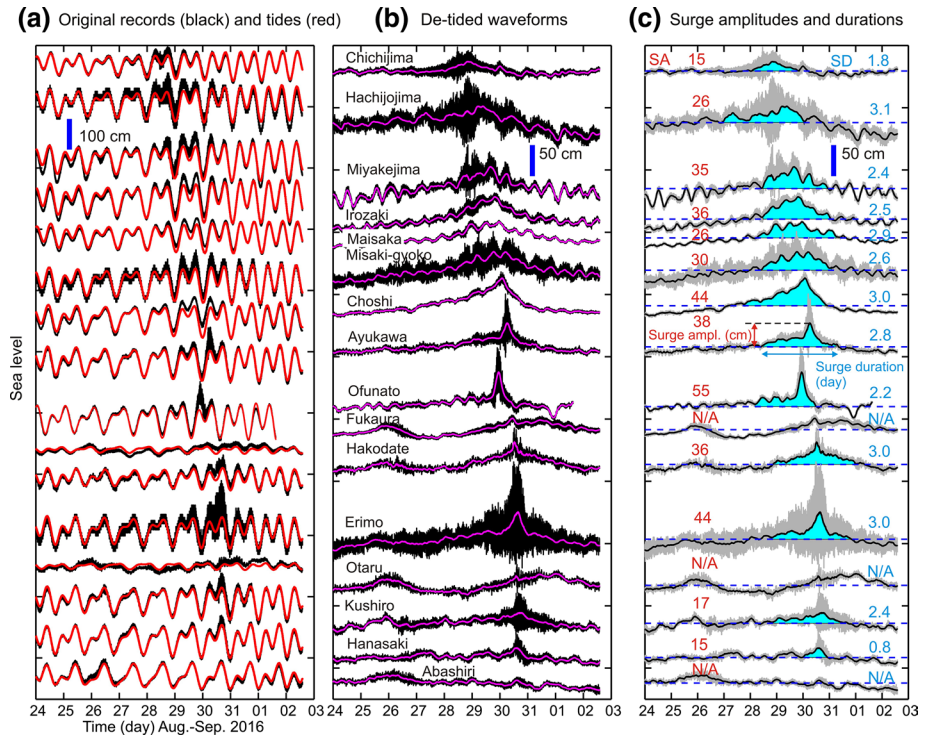 (a) Original records (black) and tides (red)
(b) De-tided waveforms
(c) Surge amplitudes and durations
Sea level
100 cm
24 25 26 27 28 29 30 31 01 02 03
Time (day) Aug.-Sep. 2016
Chichijima
Hachijojima
50 cm
Miyakejima
Irozaki
Maisaka
Misaki-gyoko
Choshi
Ayukawa
Ofunato
Fukaura
Hakodate
Erimo
Otaru
Kushiro
Hanasaki
Abashiri
24 25 26 27 28 29 30 31 01 02 03
SA 15 SD 1.8
26 3.1
50 cm
35 2.4
36 2.5
26 2.9
30 2.6
44 3.0
38
Surge ampl. (cm) 2.8
Surge duration
(day)
55 2.2
N/A N/A
36 3.0
44 3.0
N/A N/A
17 2.4
15 0.8
N/A N/A
24 25 26 27 28 29 30 31 01 02 03